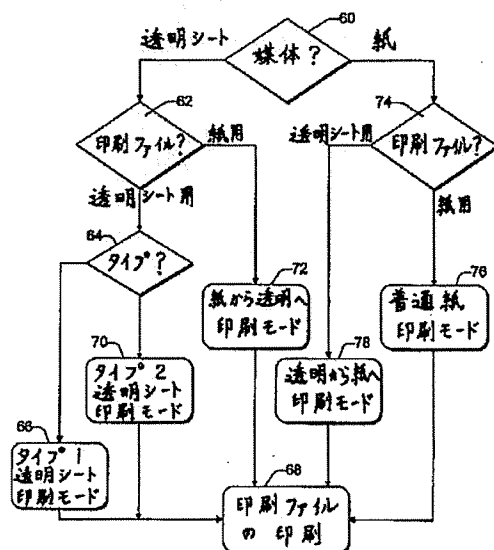 60
透明シート
媒体?
紙
62
印刷ファイル?
紙用
74
透明シート用
印刷ファイル?
透明シート用
紙用
64
タイプ?
72
紙から透明へ
印刷モード
76
普通紙
印刷モード
70
タイプ2
透明シート
印刷モード
78
透明から紙へ
印刷モード
66
タイプ1
透明シート
印刷モード
68
印刷ファイル
の印刷